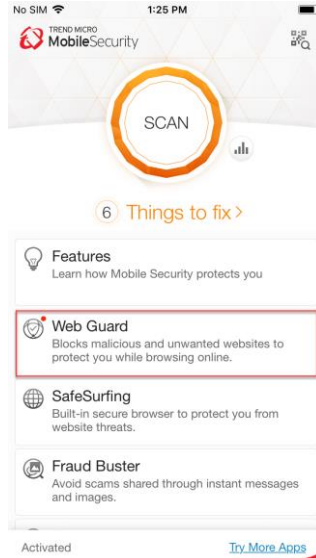 No SIM 1:25 PM
TREND MICRO
MobileSecurity
SCAN
6 Things to fix >
Features
Learn how Mobile Security protects you
Web Guard
Blocks malicious and unwanted websites to
protect you while browsing online.
SafeSurfing
Built-in secure browser to protect you from
website threats.
Fraud Buster
Avoid scams shared through instant messages
and images.
Activated Try More Apps